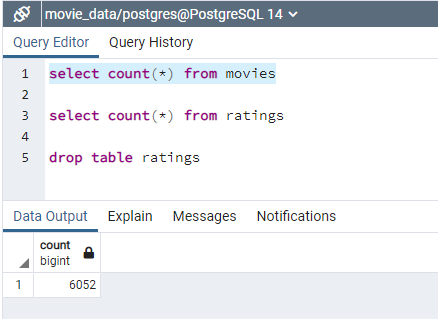 movie_data/postgres@PostgreSQL 14
Query Editor Query History
1 select count(*) from movies
2
3 select count(*) from ratings
4
5 drop table ratings
Data Output Explain Messages Notifications
count
bigint
1 6052